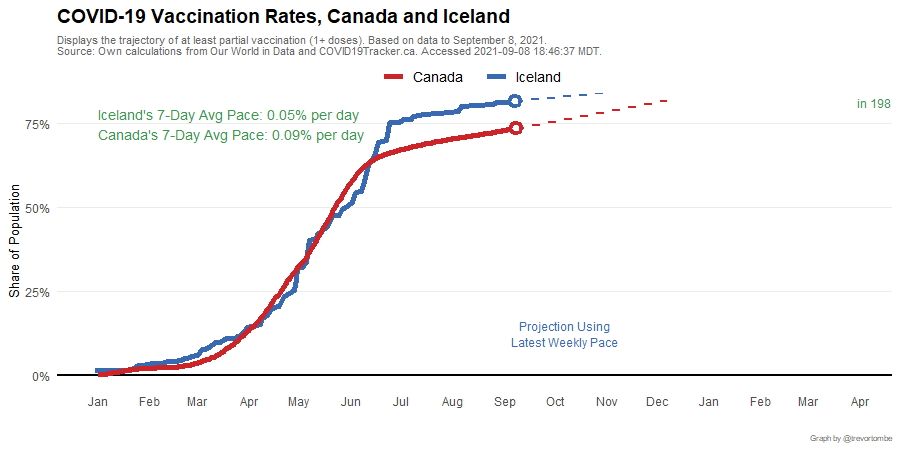 COVID-19 Vaccination Rates, Canada and Iceland
Displays the trajectory of at least partial vaccination (1+ doses). Based on data to September 8, 2021.
Source: Own calculations from Our World in Data and COVID19Tracker.ca. Accessed 2021-09-08 18:46:37 MDT.
Canada Iceland
Iceland's 7-Day Avg Pace: 0.05% per day
Canada's 7-Day Avg Pace: 0.09% per day
in 198
75%
50%
25%
0%
Share of Population
Projection Using
Latest Weekly Pace
Jan Feb Mar Apr May Jun Jul Aug Sep Oct Nov Dec Jan Feb Mar Apr
Graph by @trevortombe